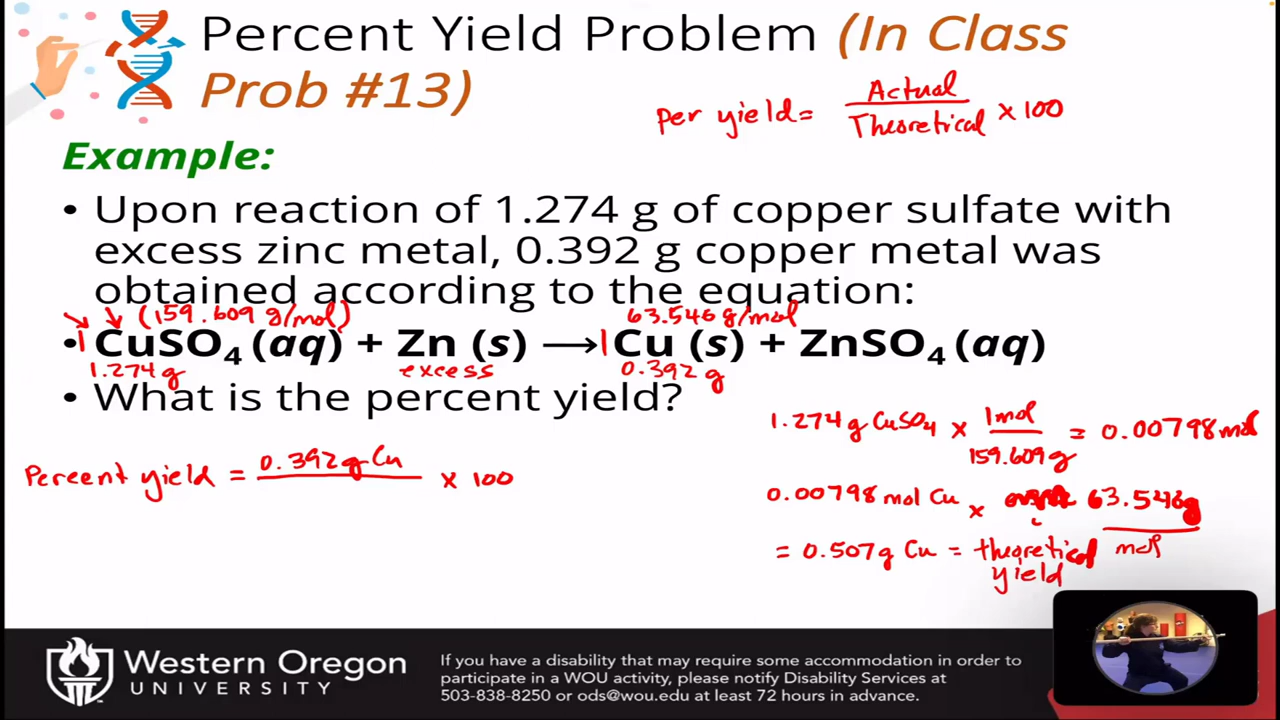 Percent Yield Problem (In Class
Prob #13)
Per yield = Actual / Theoretical × 100
Example:
• Upon reaction of 1.274 g of copper sulfate with
excess zinc metal, 0.392 g copper metal was
obtained according to the equation:
(159.609 g/mol) 63.546 g/mol
• 1 CuSO₄ (aq) + Zn (s) ⟶ 1 Cu (s) + ZnSO₄ (aq)
1.274 g excess 0.392 g
• What is the percent yield?
1.274 g CuSO₄ × 1 mol / 159.609 g = 0.00798 mol
Percent yield = 0.392 g Cu / × 100
0.00798 mol Cu × 63.546 g / mol
= 0.507 g Cu = theoretical
yield
Western Oregon
UNIVERSITY
If you have a disability that may require some accommodation in order to
participate in a WOU activity, please notify Disability Services at
503-838-8250 or ods@wou.edu at least 72 hours in advance.